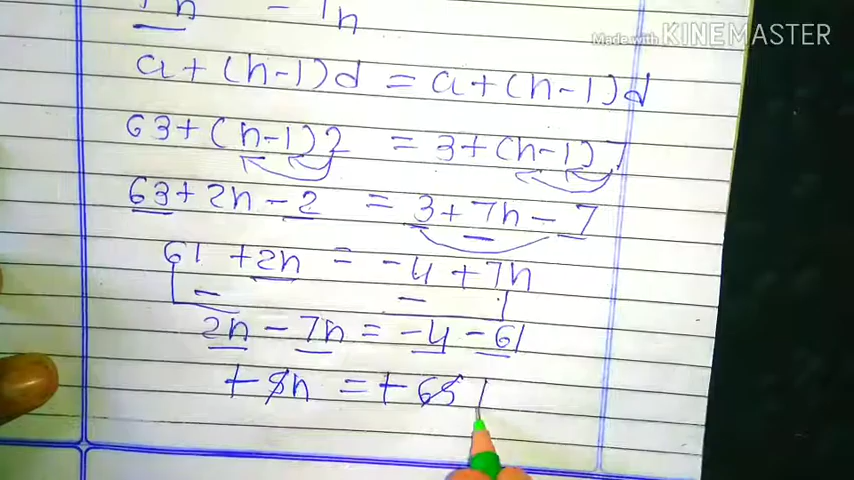 Made with KINEMASTER
n = Tn
a + (n-1)d = a + (n-1)d
63 + (n-1)2 = 3 + (n-1)7
63 + 2n - 2 = 3 + 7n - 7
61 + 2n = -4 + 7n
2n - 7n = -4 - 61
+5n = +65